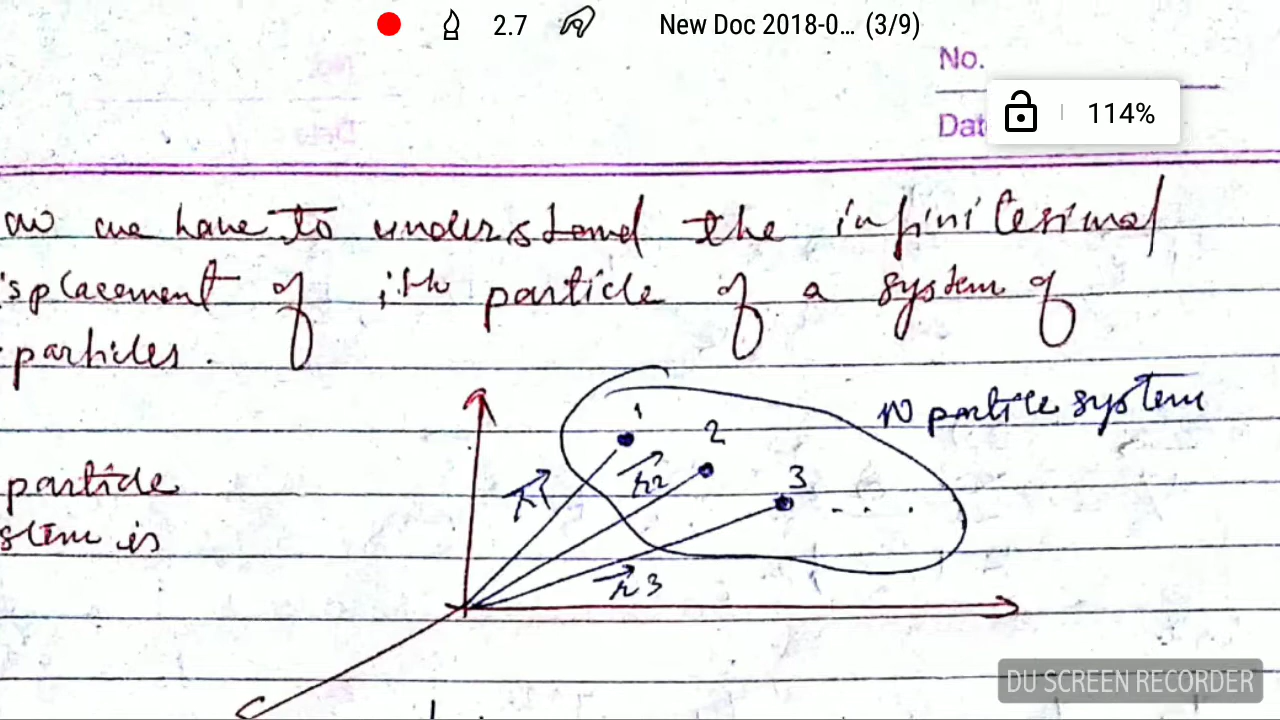 2.7 New Doc 2018-0... (3/9)
No.
Dat
114%
we have to understand the infinitesimal
splacement of ith particle of a system of
particles.
N particle system
1
2
3 ....
r1
r2
particle
stem is
r3
DU SCREEN RECORDER